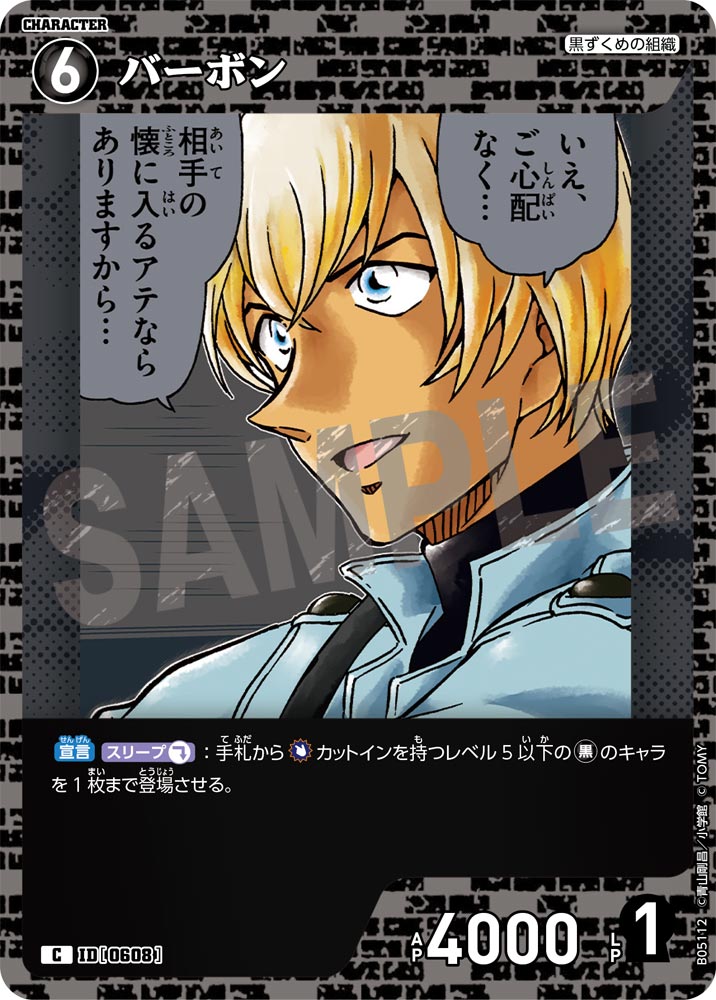 CHARACTER
6
バーボン
黒ずくめの組織
いえ、
ご心配
なく…
相手の
懐に入るアテなら
ありますから…
SAMPLE
宣言 スリープ：手札からカットインを持つレベル5以下の黒のキャラ
を1枚まで登場させる。
C ID[0608]
AP 4000 LP 1
B05112 ©青山剛昌／小学館 ©TOMY